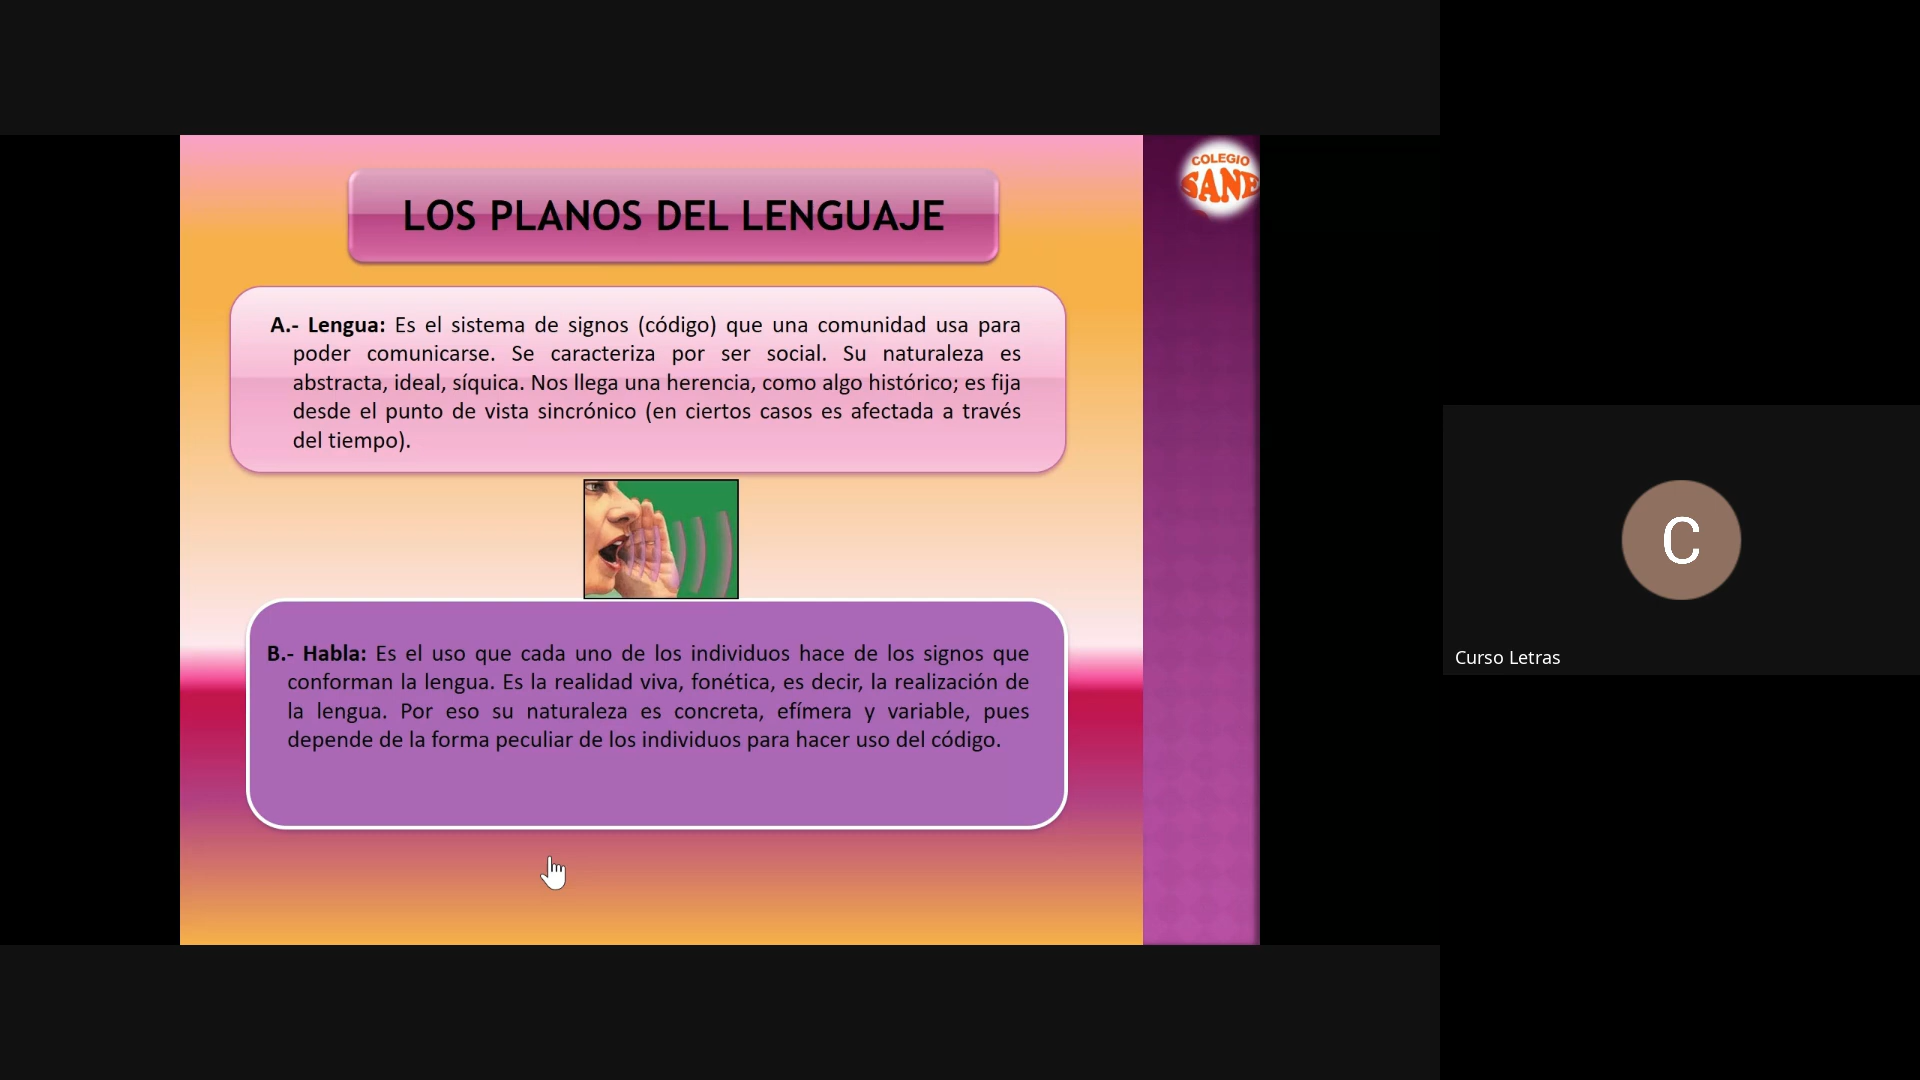 COLEGIO
SANE
LOS PLANOS DEL LENGUAJE
A.- Lengua: Es el sistema de signos (código) que una comunidad usa para
poder comunicarse. Se caracteriza por ser social. Su naturaleza es
abstracta, ideal, síquica. Nos llega una herencia, como algo histórico; es fija
desde el punto de vista sincrónico (en ciertos casos es afectada a través
del tiempo).
B.- Habla: Es el uso que cada uno de los individuos hace de los signos que
conforman la lengua. Es la realidad viva, fonética, es decir, la realización de
la lengua. Por eso su naturaleza es concreta, efímera y variable, pues
depende de la forma peculiar de los individuos para hacer uso del código.
C
Curso Letras